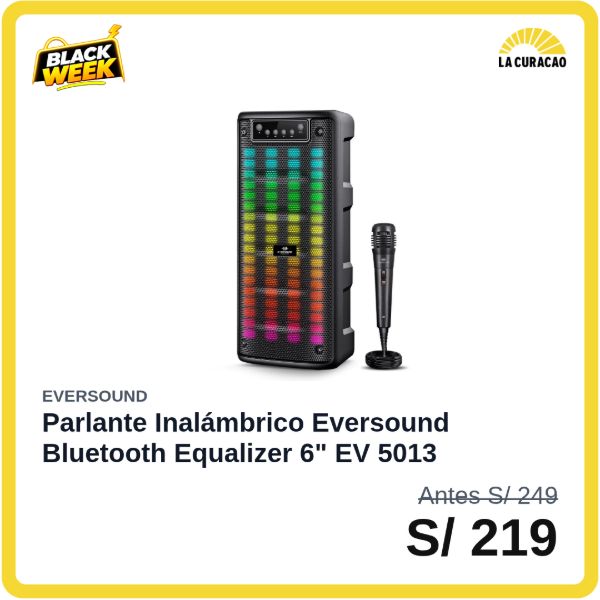 BLACK
WEEK
LA CURACAO
EVERSOUND
Parlante Inalámbrico Eversound
Bluetooth Equalizer 6" EV 5013
Antes S/ 249
S/ 219